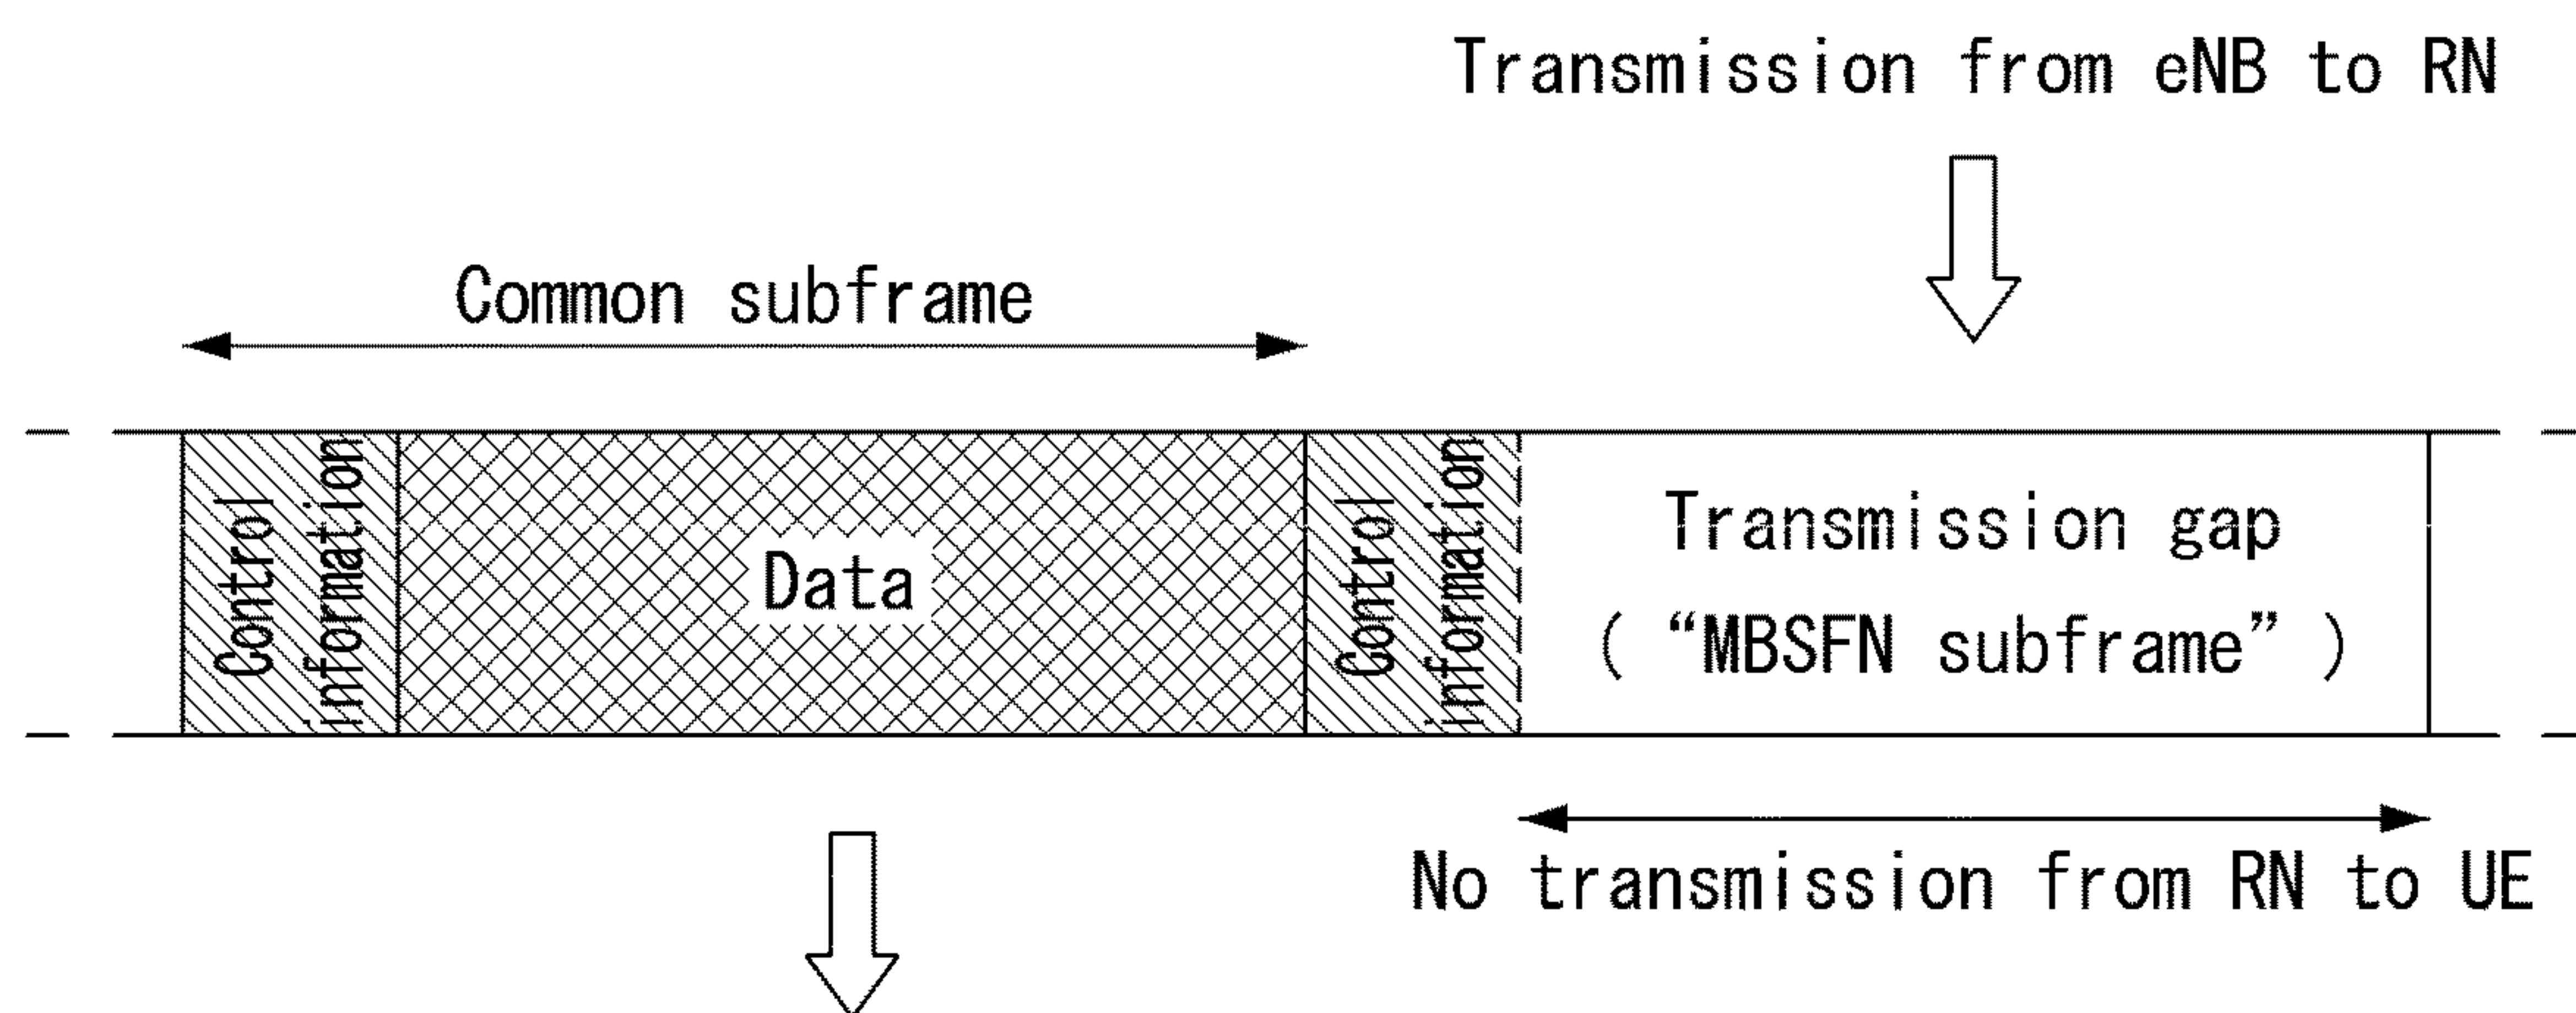 Transmission from eNB to RN
Common subframe
Control
information
Data
Control
information
Transmission gap
( “MBSFN subframe” )
No transmission from RN to UE